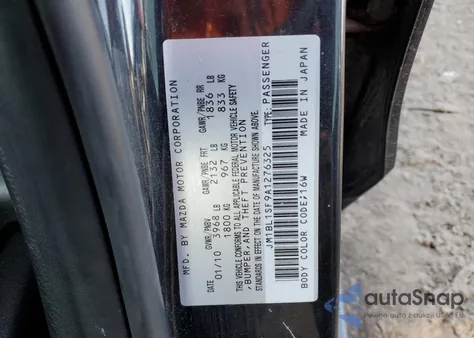 MFD. BY MAZDA MOTOR CORPORATION
DATE GVWR/PNBV GAWR/PNBE FRT GAWR/PNBE RR
01/10 3968 LB 2132 LB 1836 LB
1800 KG 967 KG 833 KG
THIS VEHICLE CONFORMS TO ALL APPLICABLE FEDERAL MOTOR VEHICLE SAFETY
, BUMPER, AND THEFT PREVENTION
STANDARDS IN EFFECT ON THE DATE OF MANUFACTURE SHOWN ABOVE.
JM1BL1SF9A1276325 TYPE: PASSENGER
BODY COLOR CODE: 16W MADE IN JAPAN
autoSnap